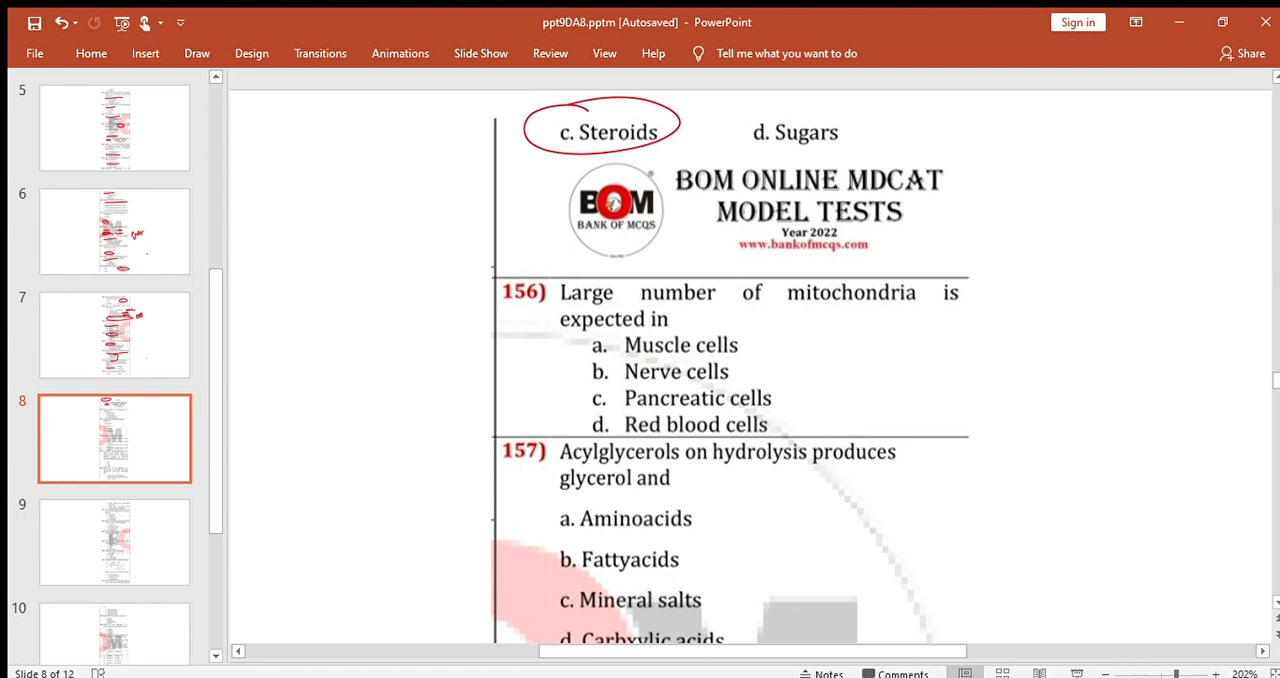 ppt9DA8.pptm [Autosaved] - PowerPoint
Sign in
File Home Insert Draw Design Transitions Animations Slide Show Review View Help Tell me what you want to do Share
5
6
7
8
9
10
c. Steroids d. Sugars
BOM
BANK OF MCQS
BOM ONLINE MDCAT
MODEL TESTS
Year 2022
www.bankofmcqs.com
156) Large number of mitochondria is
expected in
a. Muscle cells
b. Nerve cells
c. Pancreatic cells
d. Red blood cells
157) Acylglycerols on hydrolysis produces
glycerol and
a. Aminoacids
b. Fattyacids
c. Mineral salts
d. Carbxylic acids
Slide 8 of 12 Notes Comments 202%